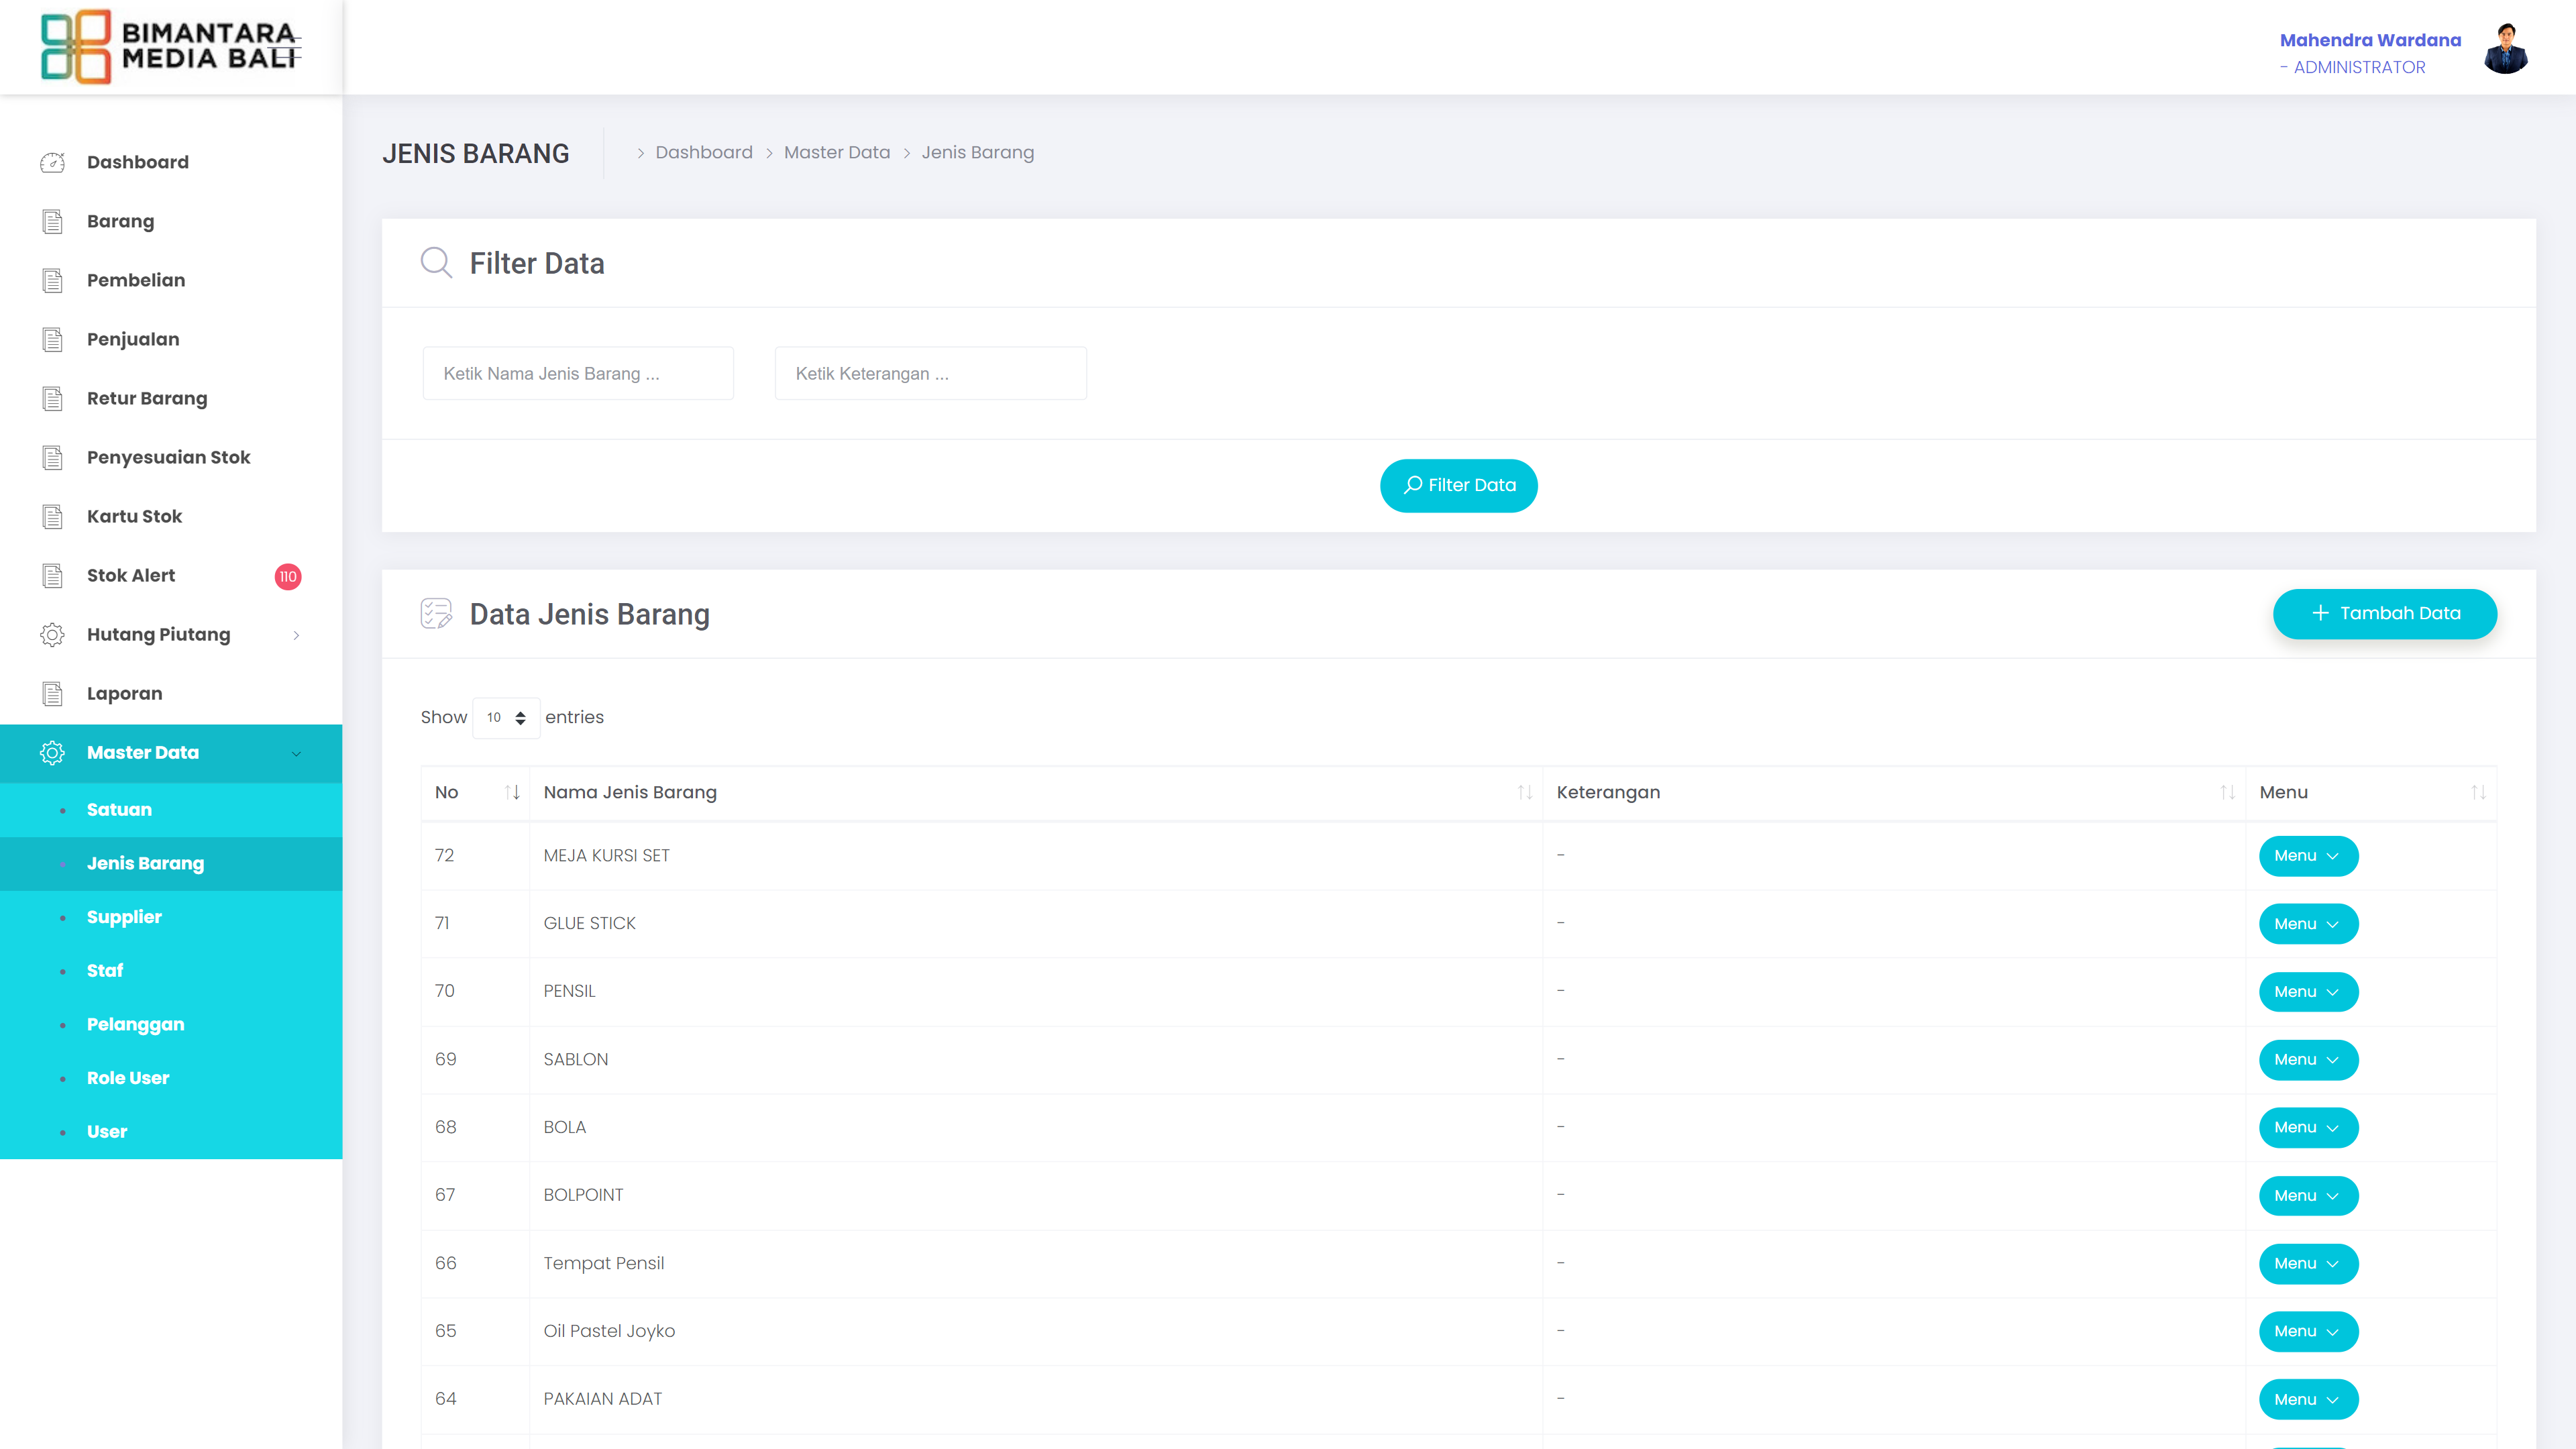 BIMANTARA
MEDIA BALI
Mahendra Wardana
- ADMINISTRATOR
Dashboard
Barang
Pembelian
Penjualan
Retur Barang
Penyesuaian Stok
Kartu Stok
Stok Alert 110
Hutang Piutang
Laporan
Master Data
Satuan
Jenis Barang
Supplier
Staf
Pelanggan
Role User
User
JENIS BARANG > Dashboard > Master Data > Jenis Barang
Filter Data
Ketik Nama Jenis Barang ... Ketik Keterangan ...
Filter Data
Data Jenis Barang + Tambah Data
Show 10 entries
No Nama Jenis Barang Keterangan Menu
72 MEJA KURSI SET - Menu
71 GLUE STICK - Menu
70 PENSIL - Menu
69 SABLON - Menu
68 BOLA - Menu
67 BOLPOINT - Menu
66 Tempat Pensil - Menu
65 Oil Pastel Joyko - Menu
64 PAKAIAN ADAT - Menu